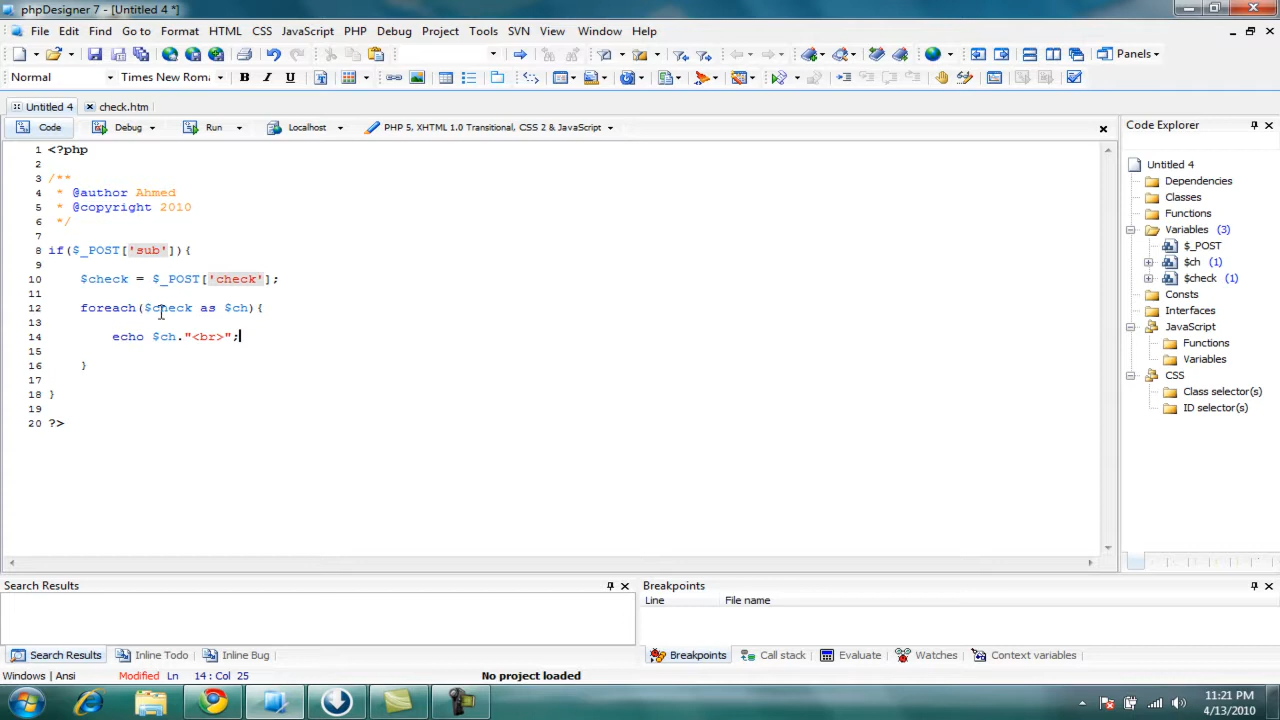 phpDesigner 7 - [Untitled 4 *]
File Edit Find Go to Format HTML CSS JavaScript PHP Debug Project Tools SVN View Window Help
Panels
Normal Times New Roman B I U
Untitled 4 check.htm
Code Debug Run Localhost PHP 5, XHTML 1.0 Transitional, CSS 2 & JavaScript
1 <?php
2
3 /**
4 * @author Ahmed
5 * @copyright 2010
6 */
7
8 if($_POST['sub']){
9
10 $check = $_POST['check'];
11
12 foreach($check as $ch){
13
14 echo $ch."<br>";
15
16 }
17
18 }
19
20 ?>
Code Explorer
Untitled 4
Dependencies
Classes
Functions
Variables (3)
$_POST
$ch (1)
$check (1)
Consts
Interfaces
JavaScript
Functions
Variables
CSS
Class selector(s)
ID selector(s)
Search Results
Search Results Inline Todo Inline Bug
Breakpoints
Line File name
Breakpoints Call stack Evaluate Watches Context variables
Windows | Ansi Modified Ln 14 : Col 25 No project loaded
11:21 PM
4/13/2010